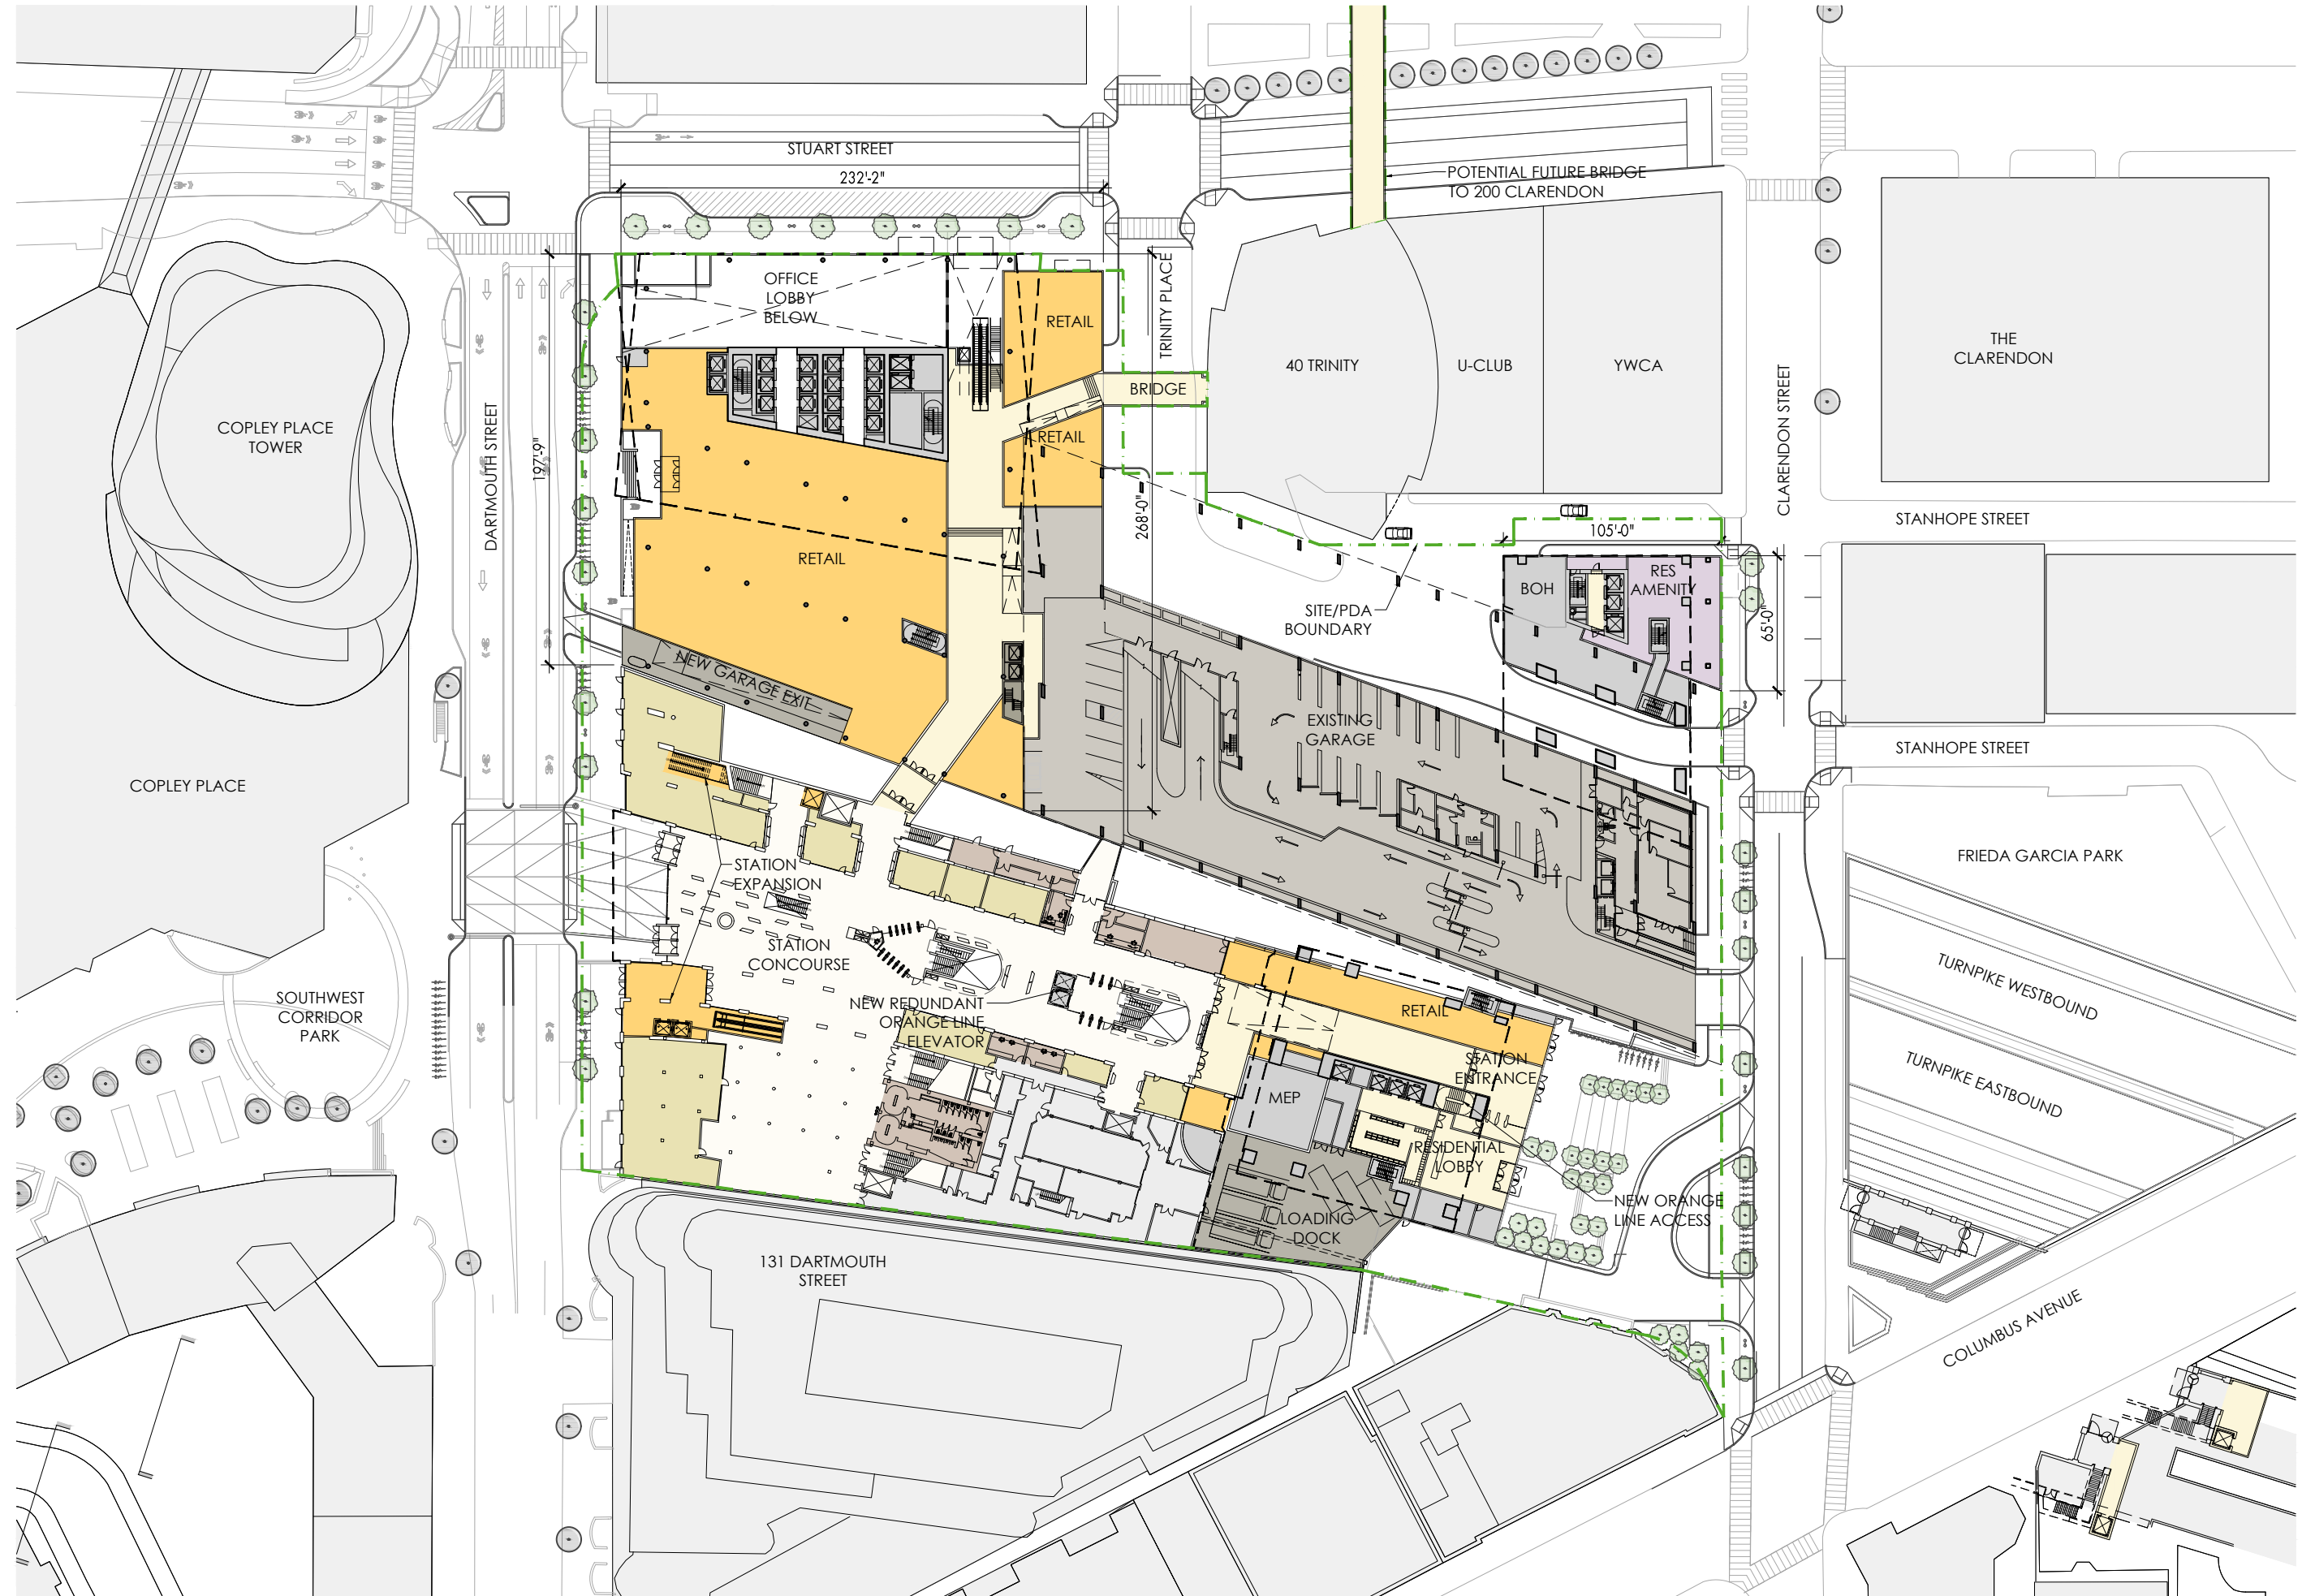 STUART STREET
232'-2"
POTENTIAL FUTURE BRIDGE
TO 200 CLARENDON
OFFICE
LOBBY
BELOW
RETAIL
TRINITY PLACE
BRIDGE
40 TRINITY
U-CLUB
YWCA
THE
CLARENDON
CLARENDON STREET
COPLEY PLACE
TOWER
DARTMOUTH STREET
197'-9"
RETAIL
268'-0"
STANHOPE STREET
105'-0"
RETAIL
BOH
RES
AMENITY
65'-0"
SITE/PDA
BOUNDARY
NEW GARAGE EXIT
EXISTING
GARAGE
STANHOPE STREET
COPLEY PLACE
STATION
EXPANSION
FRIEDA GARCIA PARK
STATION
CONCOURSE
TURNPIKE WESTBOUND
SOUTHWEST
CORRIDOR
PARK
NEW REDUNDANT
ORANGE LINE
ELEVATOR
RETAIL
STATION
ENTRANCE
TURNPIKE EASTBOUND
MEP
RESIDENTIAL
LOBBY
NEW ORANGE
LINE ACCESS
LOADING
DOCK
131 DARTMOUTH
STREET
COLUMBUS AVENUE